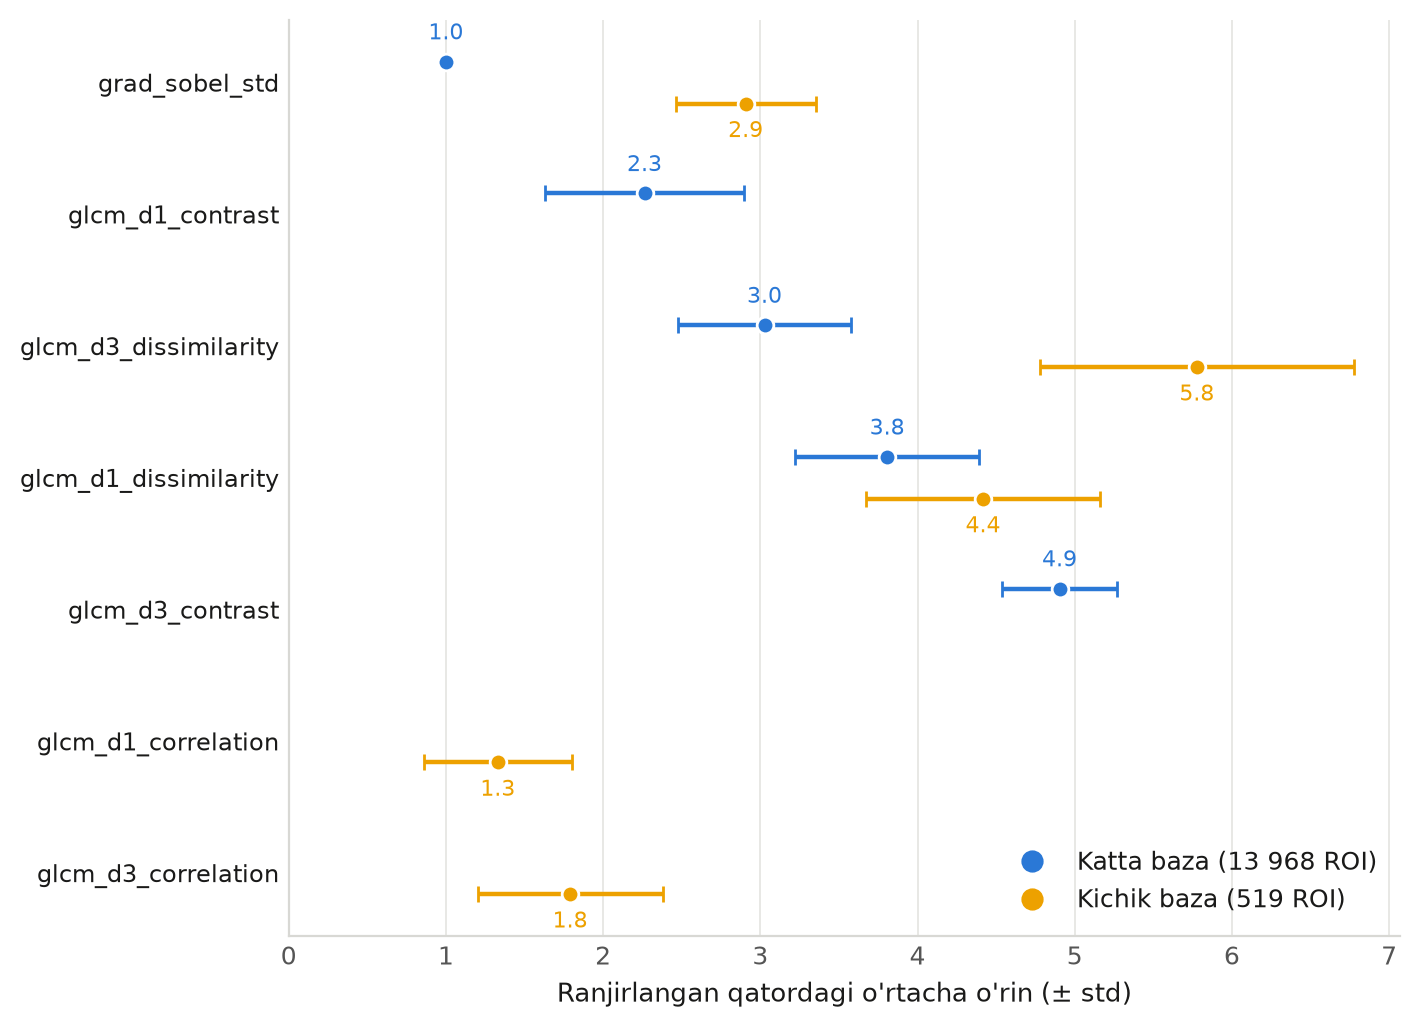 1.0
grad_sobel_std
2.9
2.3
glcm_d1_contrast
3.0
glcm_d3_dissimilarity
5.8
3.8
glcm_d1_dissimilarity
4.4
4.9
glcm_d3_contrast
glcm_d1_correlation
1.3
glcm_d3_correlation
1.8
Katta baza (13 968 ROI)
Kichik baza (519 ROI)
0 1 2 3 4 5 6 7
Ranjirlangan qatordagi o'rtacha o'rin (± std)